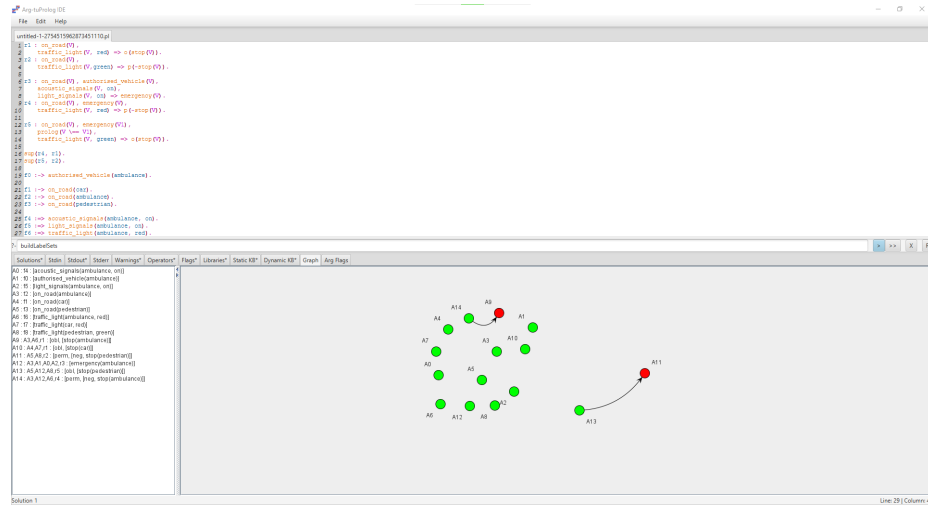 Arg-tuProlog IDE
File Edit Help
untitled-1-2754515962873451110.pl
1 r1 : on_road(V),
2 traffic_light(V, red) => o(stop(V)).
3 r2 : on_road(V),
4 traffic_light(V,green) => p(-stop(V)).
5
6 r3 : on_road(V), authorised_vehicle(V),
7 acoustic_signals(V, on),
8 light_signals(V, on) => emergency(V).
9 r4 : on_road(V), emergency(V),
10 traffic_light(V, red) => p(-stop(V)).
11
12 r5 : on_road(V), emergency(V1),
13 prolog(V \== V1),
14 traffic_light(V, green) => o(stop(V)).
15
16 sup(r4, r1).
17 sup(r5, r2).
18
19 f0 :-> authorised_vehicle(ambulance).
20
21 f1 :-> on_road(car).
22 f2 :-> on_road(ambulance).
23 f3 :-> on_road(pedestrian).
24
25 f4 :=> acoustic_signals(ambulance, on).
26 f5 :=> light_signals(ambulance, on).
27 f6 :=> traffic_light(ambulance, red).
?- buildLabelSets
> >> X
Solutions* Stdin Stdout* Stderr Warnings* Operators* Flags* Libraries* Static KB* Dynamic KB* Graph Arg Flags
A0 : f4 : [acoustic_signals(ambulance, on)]
A1 : f0 : [authorised_vehicle(ambulance)]
A2 : f5 : [light_signals(ambulance, on)]
A3 : f2 : [on_road(ambulance)]
A4 : f1 : [on_road(car)]
A5 : f3 : [on_road(pedestrian)]
A6 : f6 : [traffic_light(ambulance, red)]
A7 : f7 : [traffic_light(car, red)]
A8 : f8 : [traffic_light(pedestrian, green)]
A9 : A3,A6,r1 : [obl, [stop(ambulance)]]
A10 : A4,A7,r1 : [obl, [stop(car)]]
A11 : A5,A8,r2 : [perm, [neg, stop(pedestrian)]]
A12 : A3,A1,A0,A2,r3 : [emergency(ambulance)]
A13 : A5,A12,A8,r5 : [obl, [stop(pedestrian)]]
A14 : A3,A12,A6,r4 : [perm, [neg, stop(ambulance)]]
A9
A14
A4 A1
A7 A3 A10
A0 A5 A11
A2
A6 A12 A8
A13
Solution 1
Line: 29 | Column: